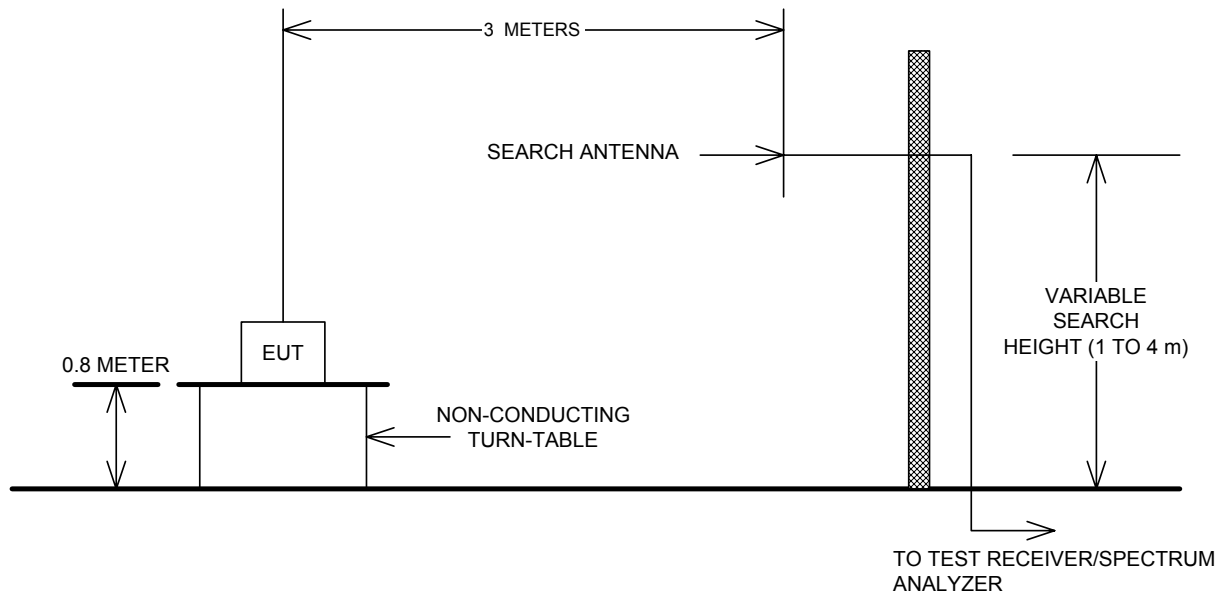 3 METERS
SEARCH ANTENNA
EUT
0.8 METER
NON-CONDUCTING
TURN-TABLE
VARIABLE
SEARCH
HEIGHT (1 TO 4 m)
TO TEST RECEIVER/SPECTRUM
ANALYZER